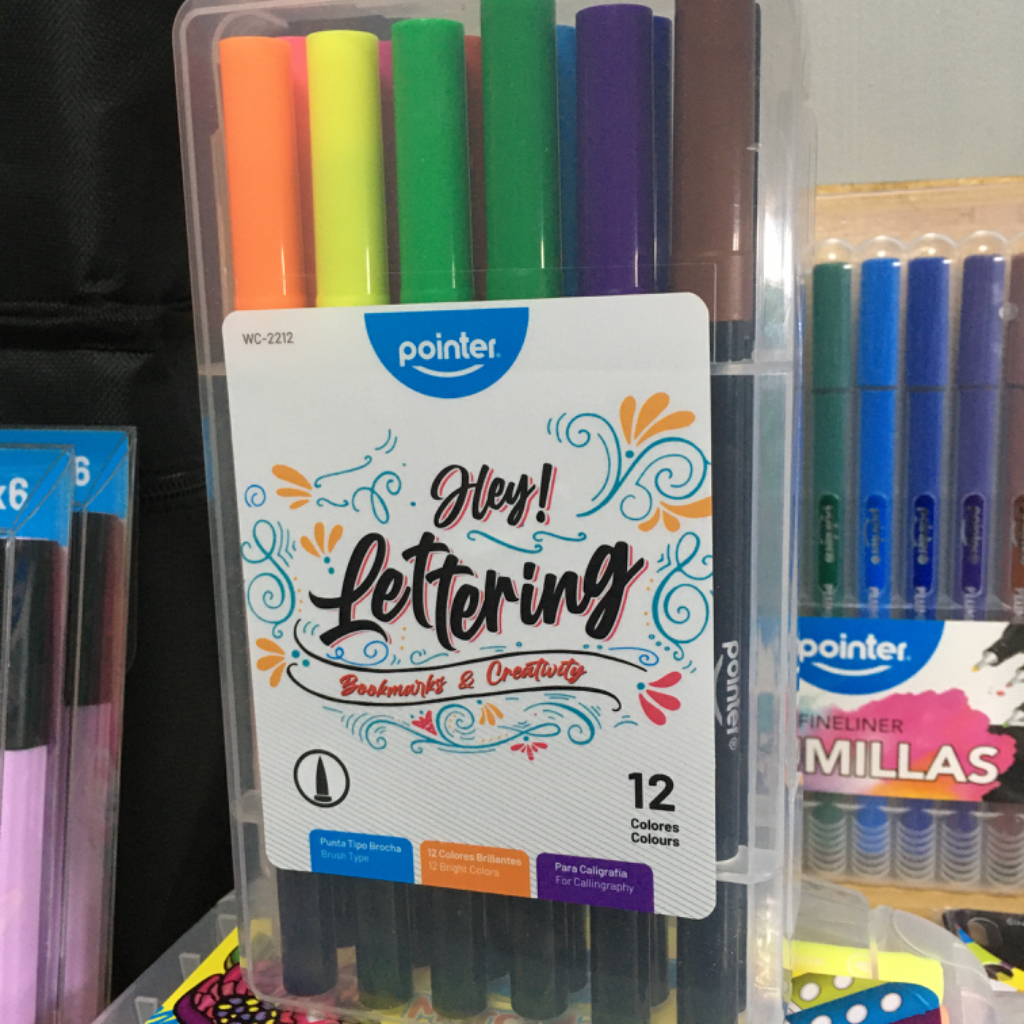 WC-2212
pointer
Hey!
Lettering
Bookmarks & Creativity
12
Colores
Colours
Punta Tipo Brocha
Brush Type
12 Colores Brillantes
12 Bright Colors
Para Caligrafía
For Callingraphy
pointer®
x6
6
pointer
FINELINER
MILLAS